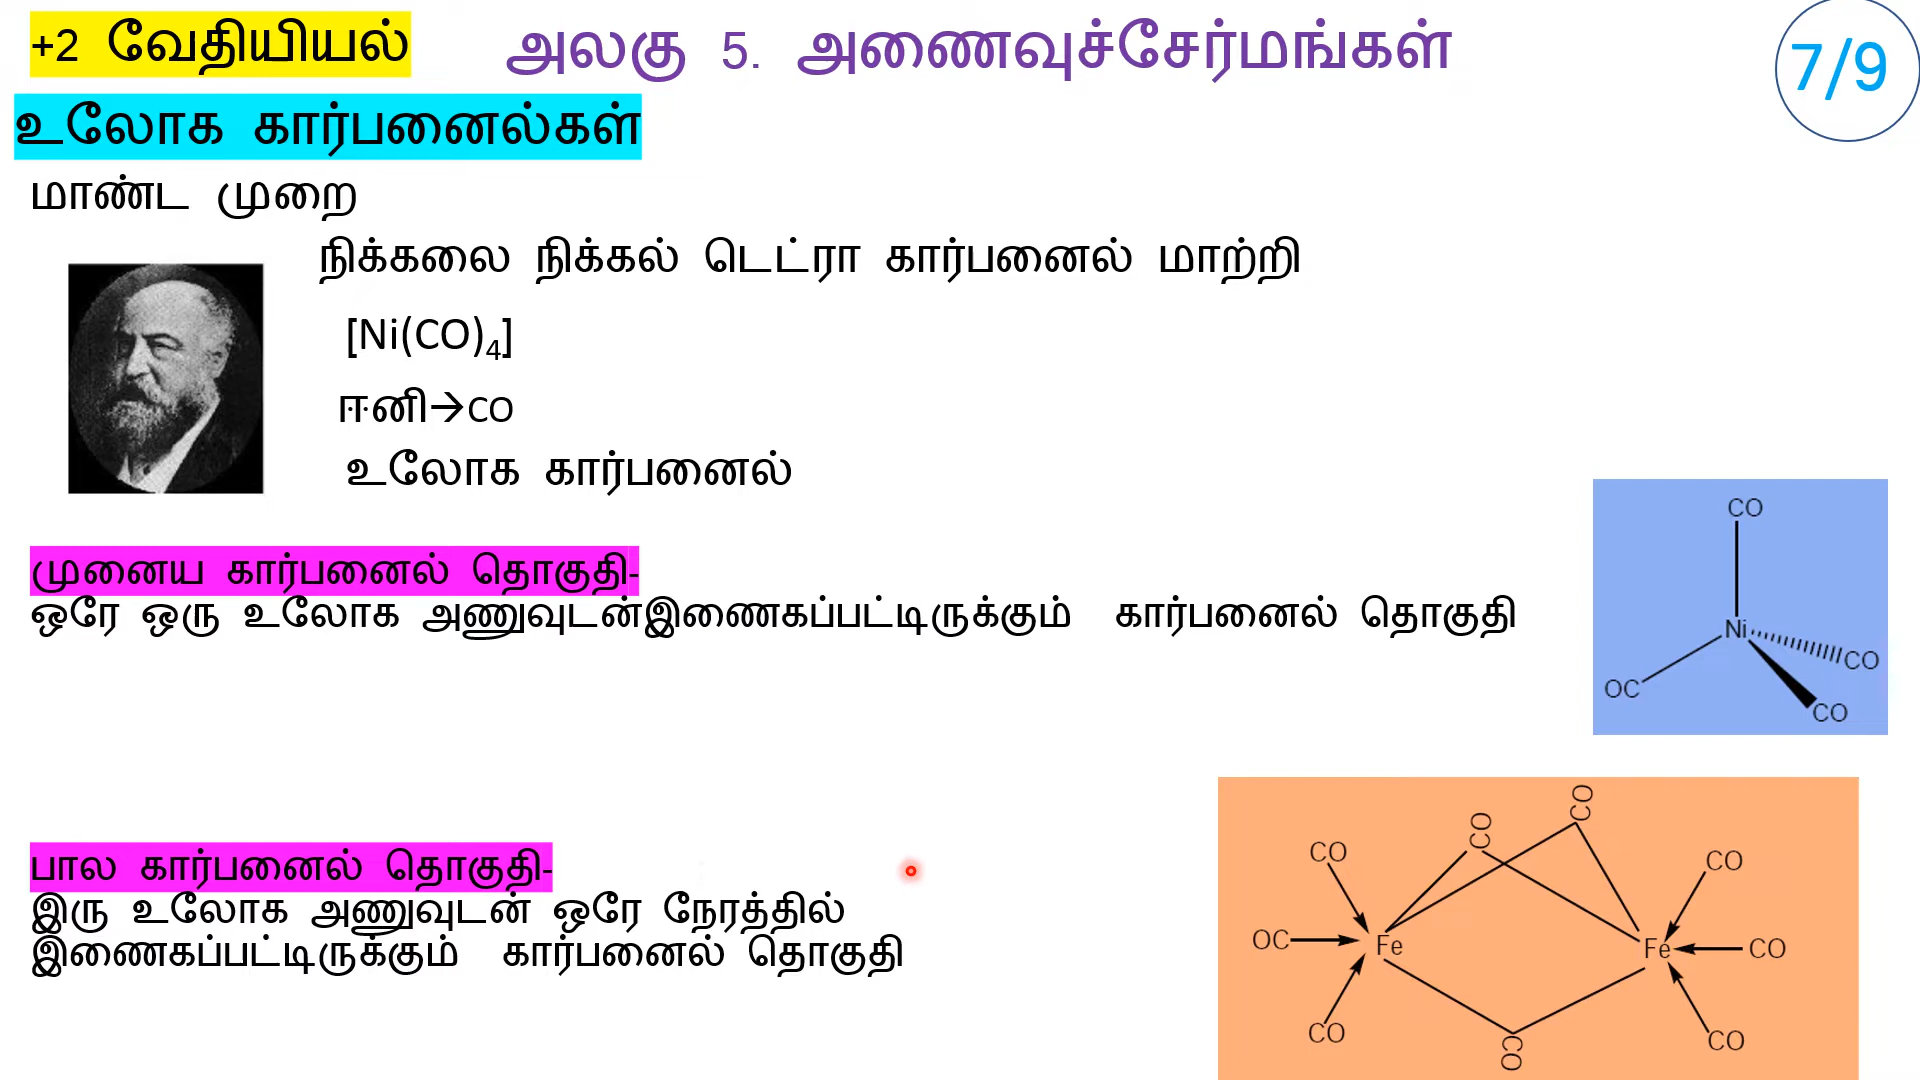 +2 வேதியியல்
அலகு 5. அணைவுச்சேர்மங்கள்
7/9
உலோக கார்பனைல்கள்
மாண்ட முறை
நிக்கலை நிக்கல் டெட்ரா கார்பனைல் மாற்றி
[Ni(CO)₄]
ஈனி→CO
உலோக கார்பனைல்
முனைய கார்பனைல் தொகுதி-
ஒரே ஒரு உலோக அணுவுடன்இணைகப்பட்டிருக்கும் கார்பனைல் தொகுதி
CO
Ni
CO
OC
CO
பால கார்பனைல் தொகுதி-
இரு உலோக அணுவுடன் ஒரே நேரத்தில்
இணைகப்பட்டிருக்கும் கார்பனைல் தொகுதி
CO
CO
CO
CO
OC
Fe
Fe
CO
CO
CO
CO